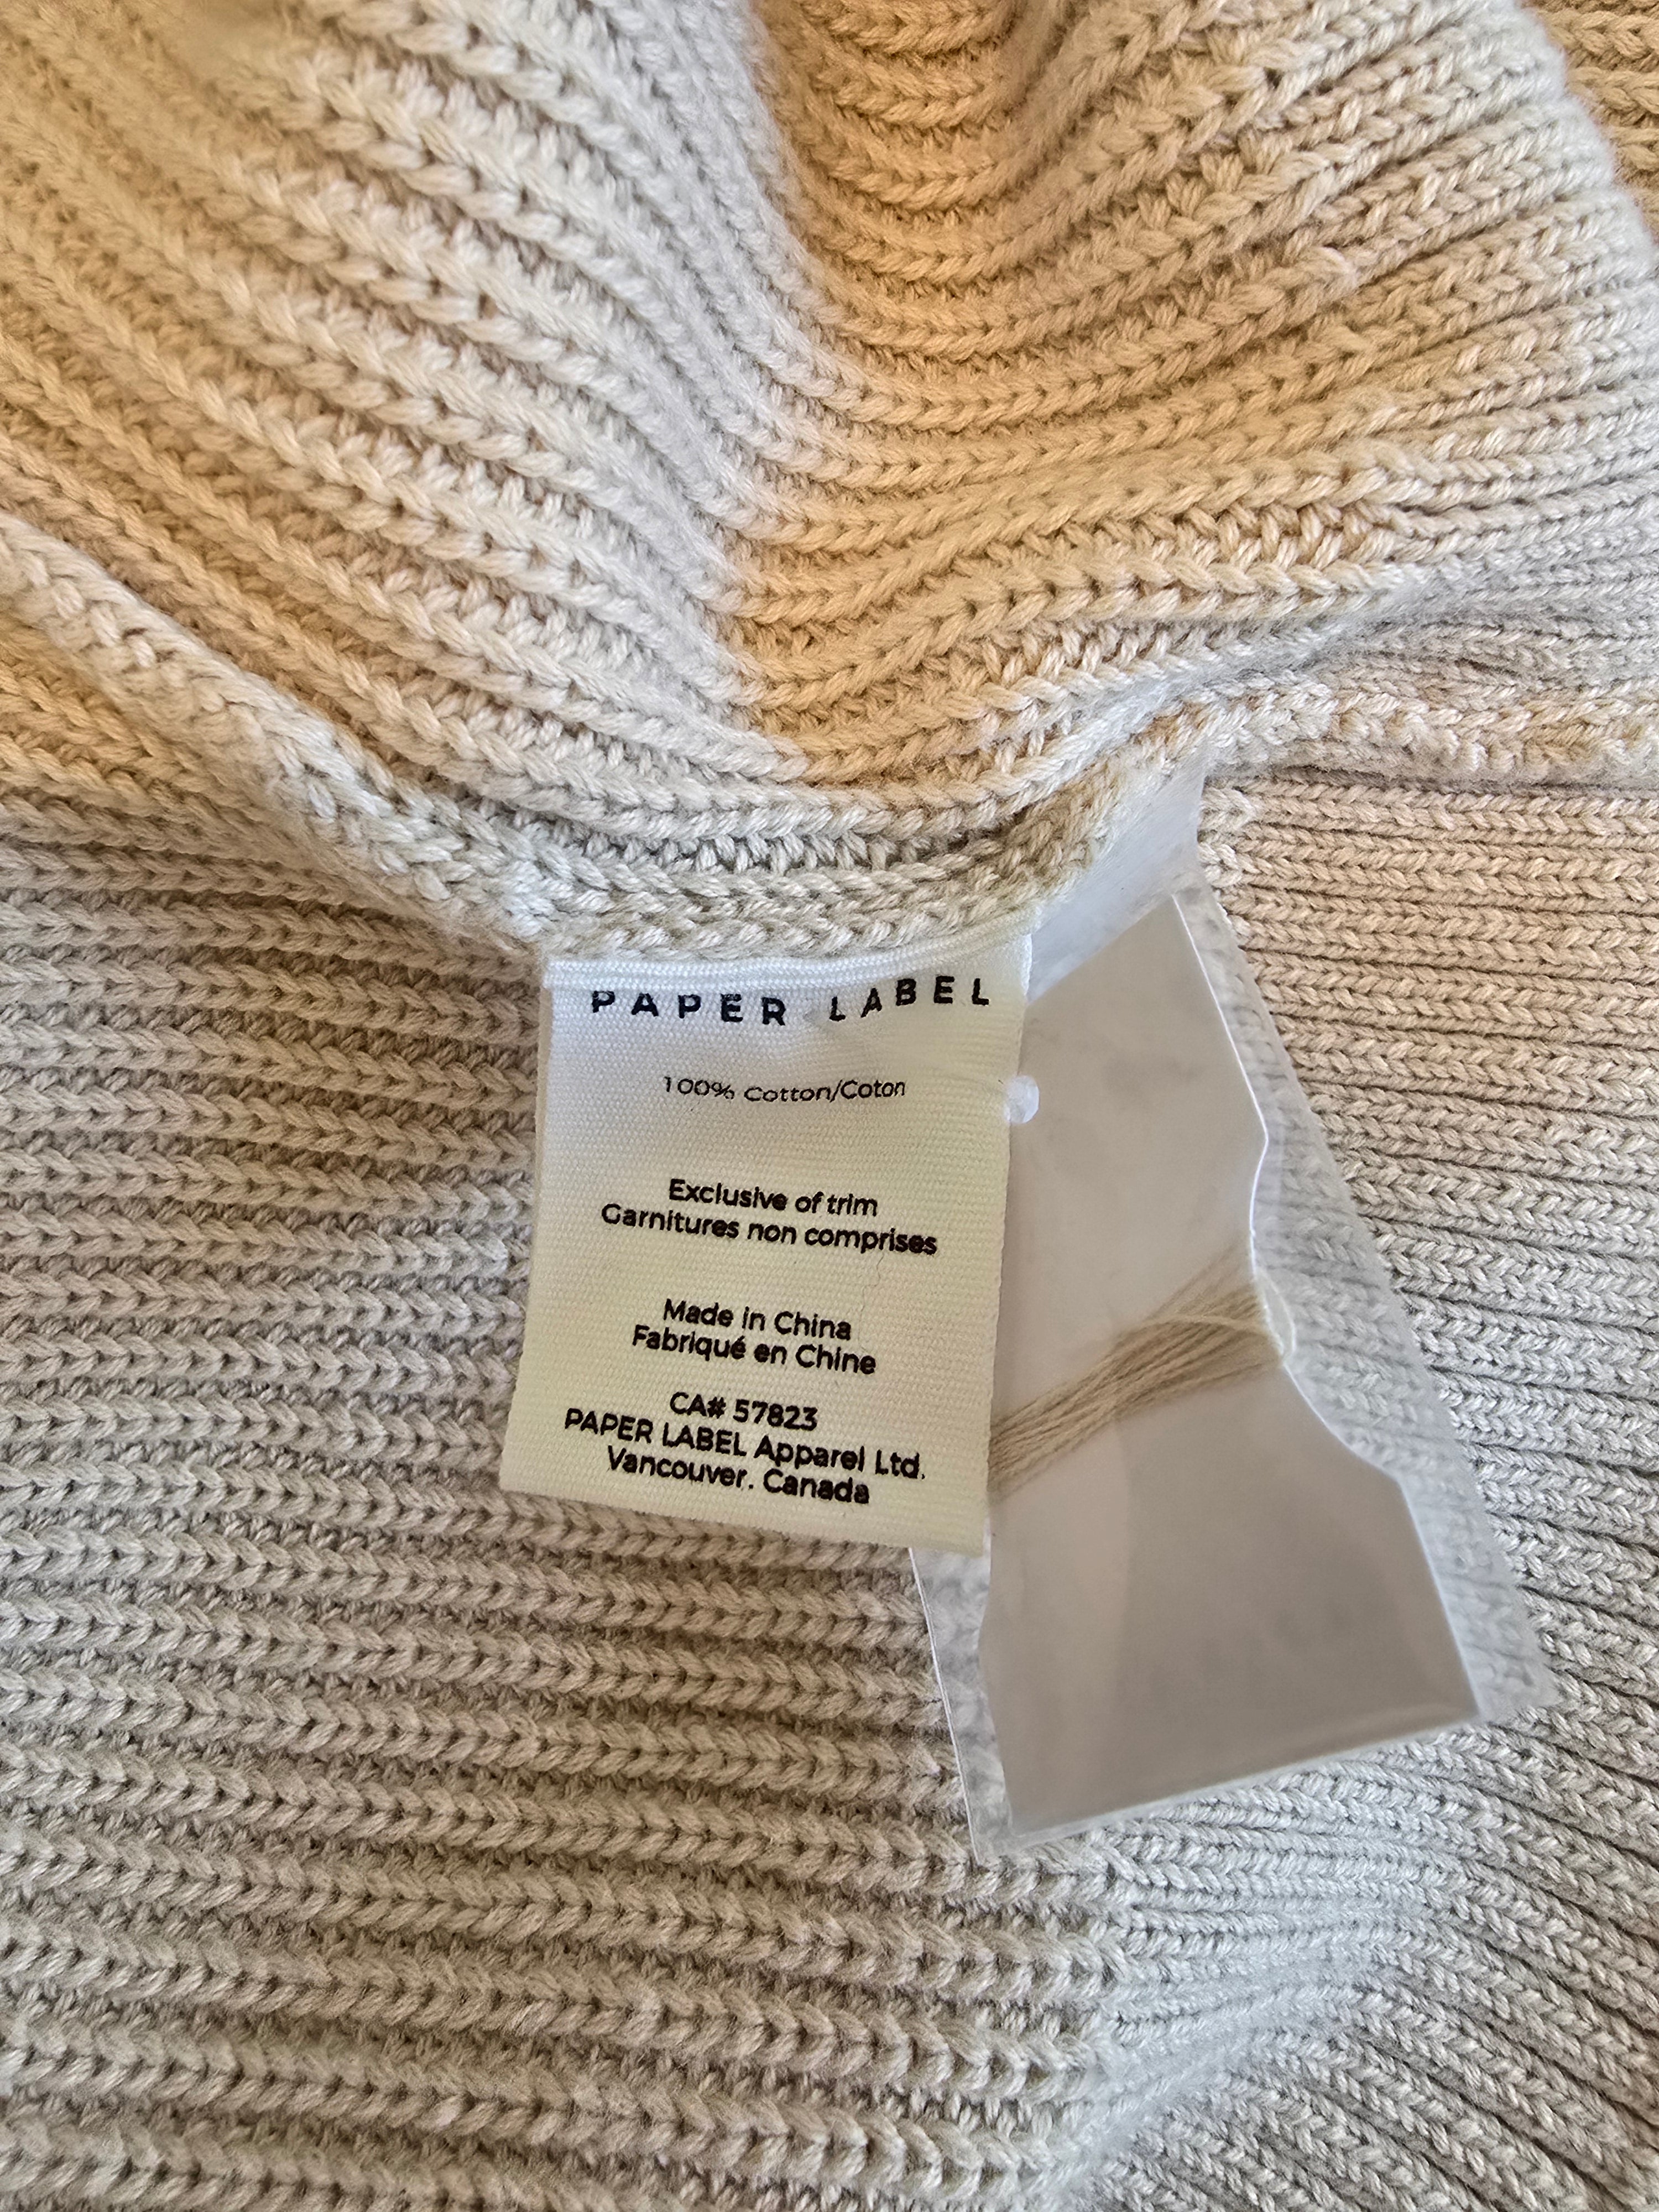 PAPER LABEL
100% Cotton/Coton
Exclusive of trim
Garnitures non comprises
Made in China
Fabriqué en Chine
CA# 57823
PAPER LABEL Apparel Ltd.
Vancouver. Canada